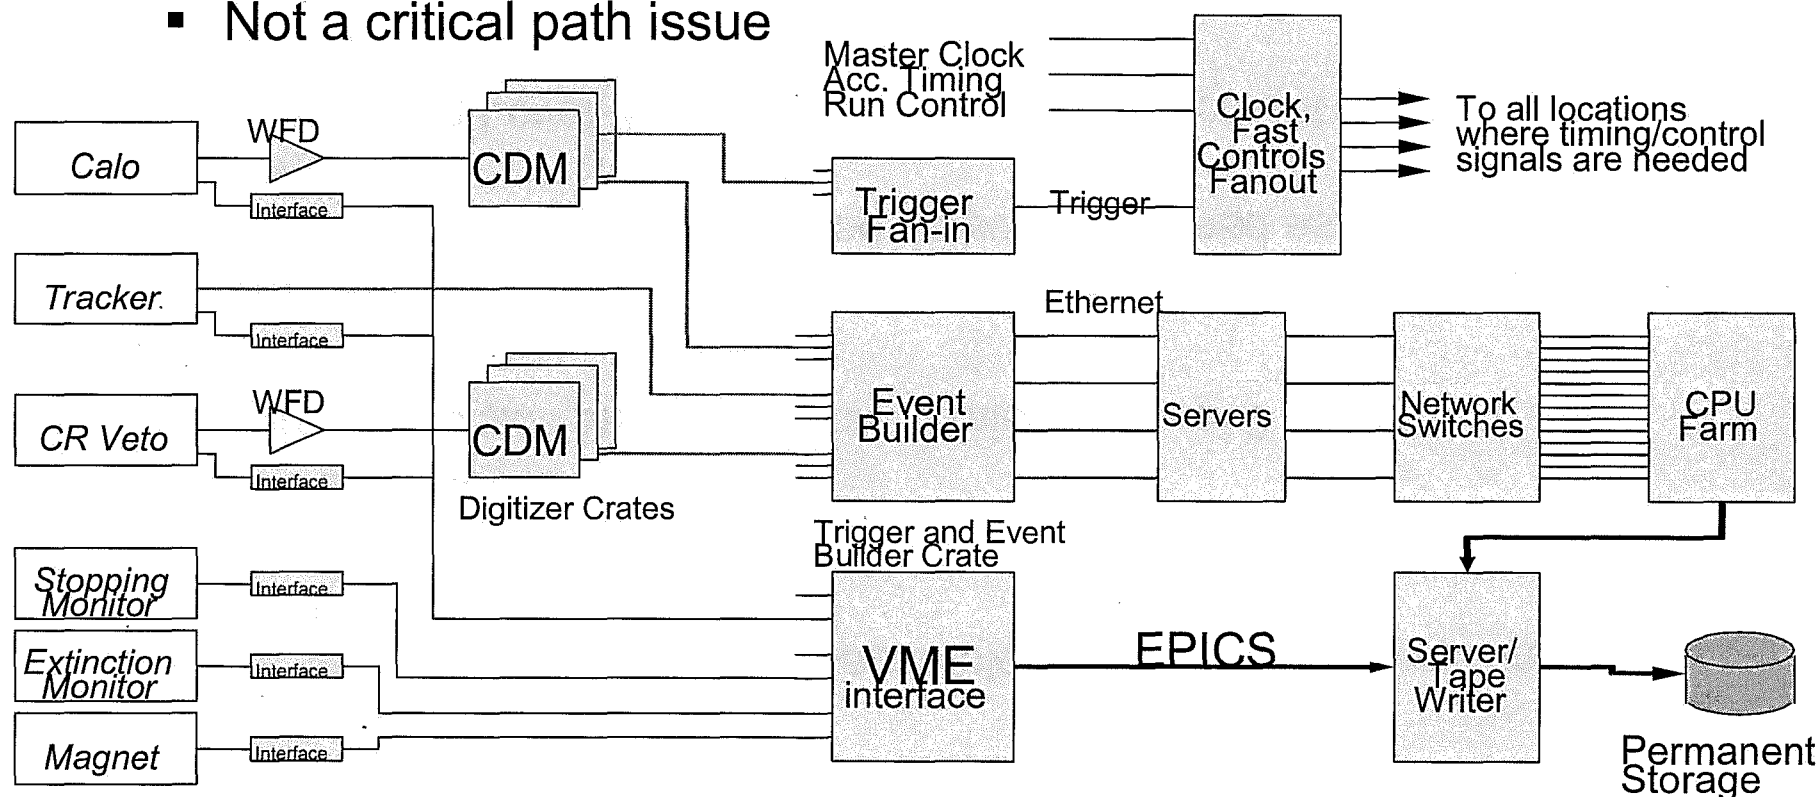 ▪ Not a critical path issue
Master Clock
Acc. Timing
Run Control
Clock,
Fast
Controls
Fanout
To all locations
where timing/control
signals are needed
WFD
Calo
CDM
Interface
Trigger
Fan-in
Trigger
Tracker
Interface
Ethernet
WFD
CR Veto
CDM
Interface
Digitizer Crates
Event
Builder
Servers
Network
Switches
CPU
Farm
Trigger and Event
Builder Crate
Stopping
Monitor
Interface
Extinction
Monitor
Interface
Magnet
Interface
VME
interface
EPICS
Server/
Tape
Writer
Permanent
Storage